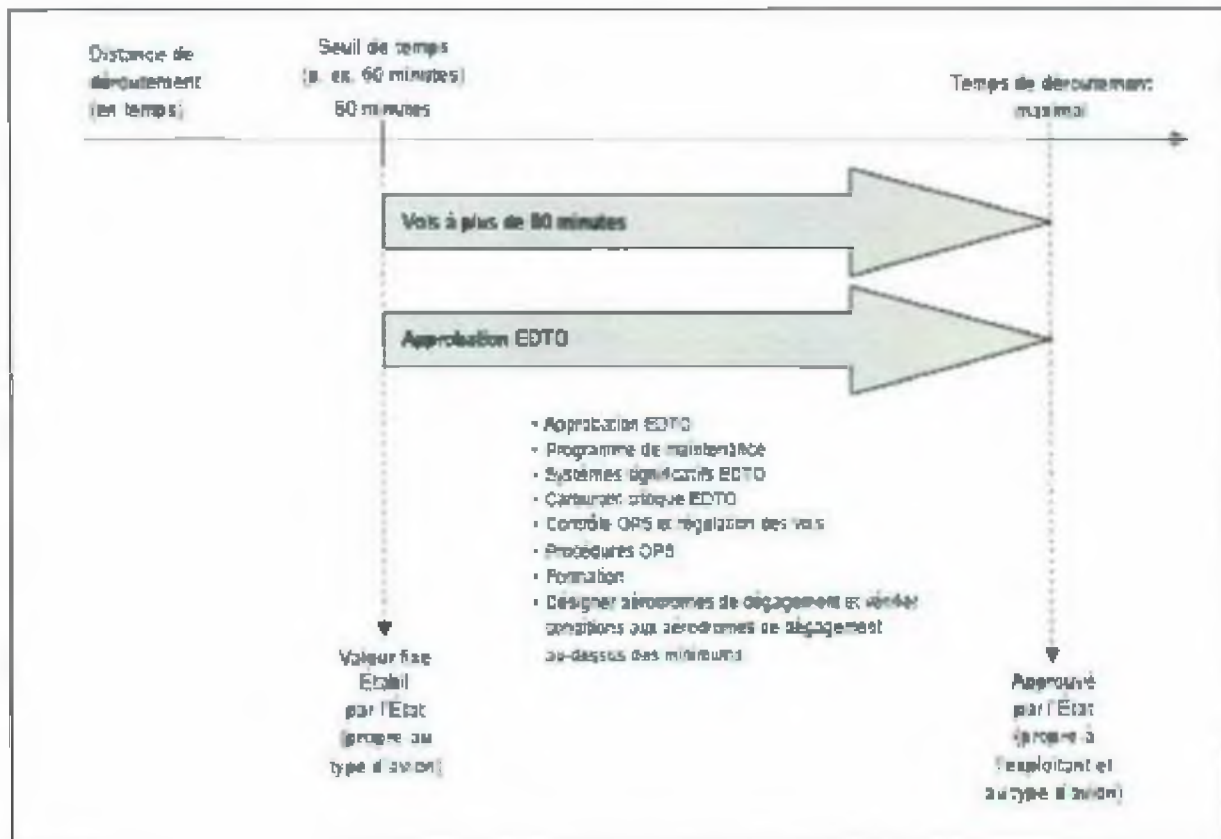 Distance de
déroutement
(en temps)
Seuil de temps
(p. ex. 60 minutes)
60 minutes
Temps de déroutement
maximal
Vols à plus de 60 minutes
Approbation EDTO
• Approbation EDTO
• Programme de maintenance
• Systèmes significatifs EDTO
• Carburant critique EDTO
• Contrôle OPS et régulation des vols
• Procédures OPS
• Formation
• Désigner aérodromes de dégagement et vérifier
conditions aux aérodromes de dégagement
au-dessus des minimums
Valeur fixe
Établi
par l'État
(propre au
type d'avion)
Approuvé
par l'État
(propre à
l'exploitant et
au type d'avion)